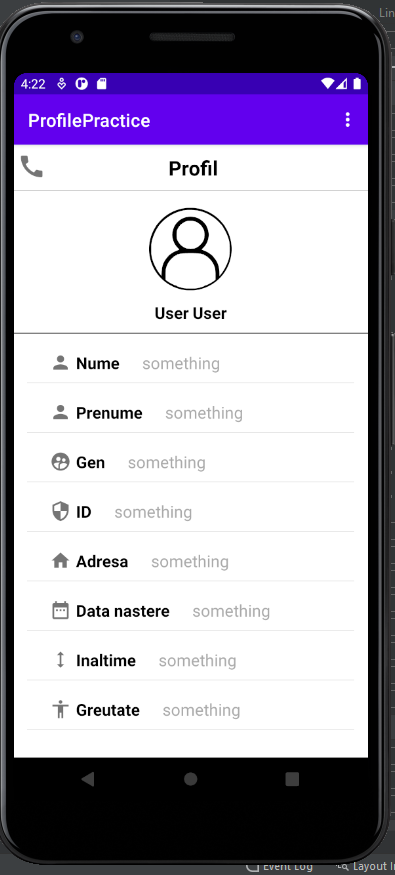 Lin
4:22
ProfilePractice
Profil
User User
Nume something
Prenume something
Gen something
ID something
Adresa something
Data nastere something
Inaltime something
Greutate something
Event Log Layout In